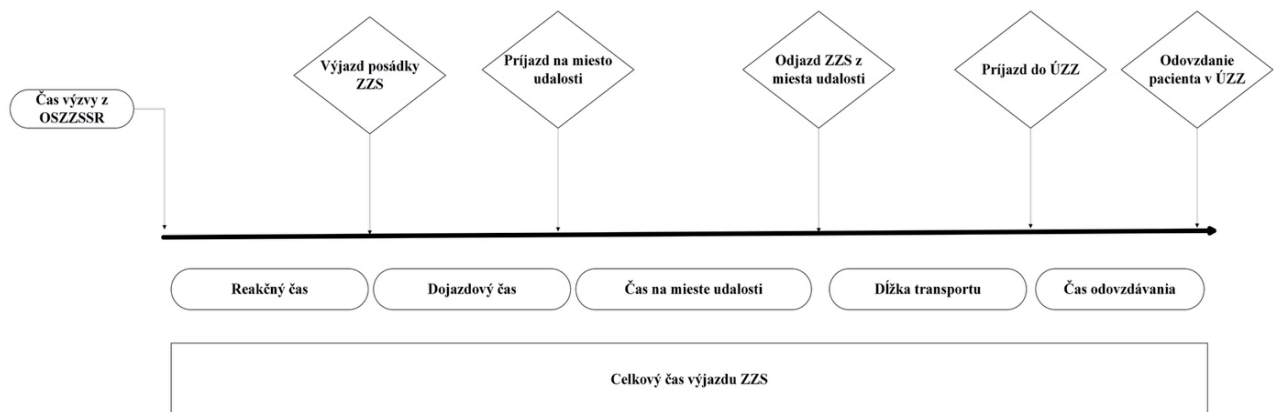 Výjazd posádky
ZZS
Príjazd na miesto
udalosti
Odjazd ZZS z
miesta udalosti
Príjazd do ÚZZ
Odovzdanie
pacienta v ÚZZ
Čas výzvy z
OSZZSSR
Reakčný čas
Dojazdový čas
Čas na mieste udalosti
Dĺžka transportu
Čas odovzdávania
Celkový čas výjazdu ZZS